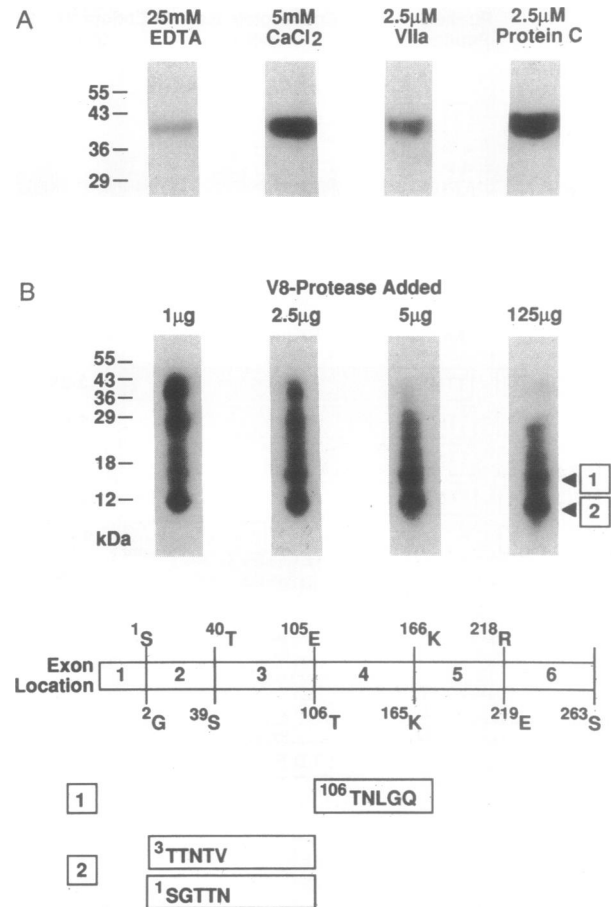 A
25mM EDTA
5mM CaCl2
2.5μM VIIa
2.5μM Protein C
55
43
36
29
B
V8-Protease Added
1μg
2.5μg
5μg
125μg
55
43
36
29
18
12
kDa
1
2
1S
40T
105E
166K
218R
Exon Location
1
2
3
4
5
6
2G
39S
106T
165K
219E
263S
1
106TNLGQ
2
3TTNTV
1SGTTN